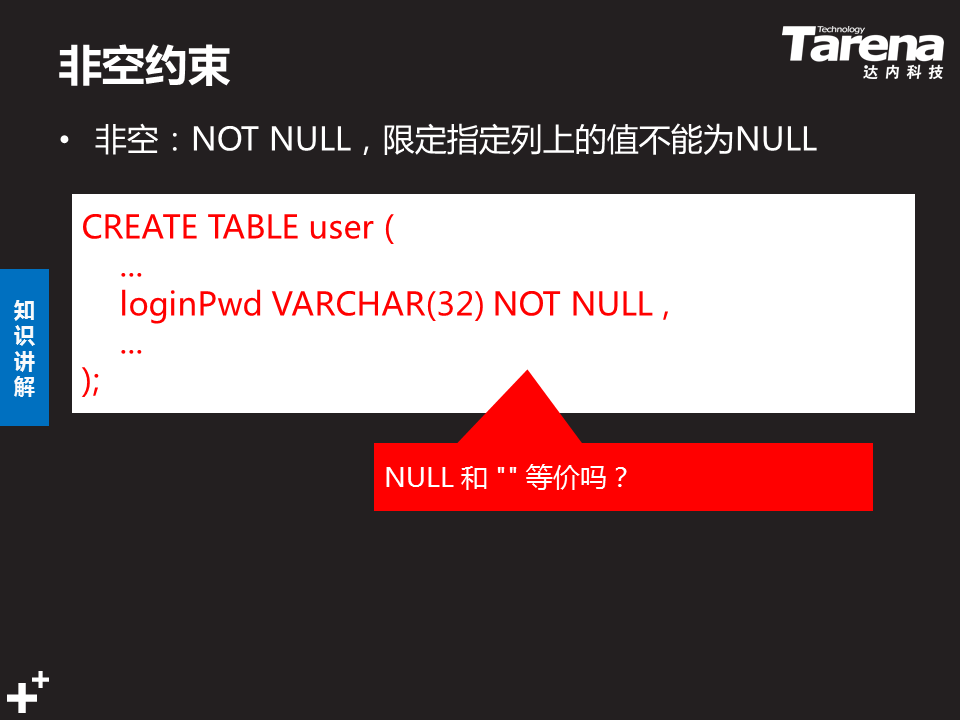 非空约束
Technology
Tarena
达内科技
• 非空：NOT NULL，限定指定列上的值不能为NULL
CREATE TABLE user (
…
loginPwd VARCHAR(32) NOT NULL ,
…
);
知识讲解
NULL 和 "" 等价吗？